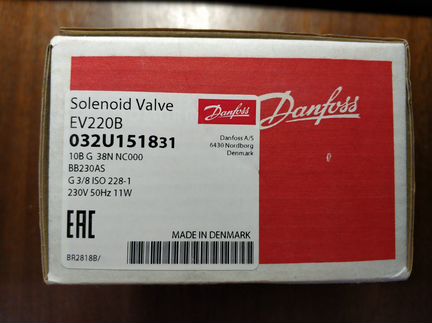 Solenoid Valve
EV220B
032U151831
10B G 38N NC000
BB230AS
G 3/8 ISO 228-1
230V 50Hz 11W
Danfoss
Danfoss A/S
6430 Nordborg
Denmark
Danfoss
EAC
MADE IN DENMARK
BR2818B/